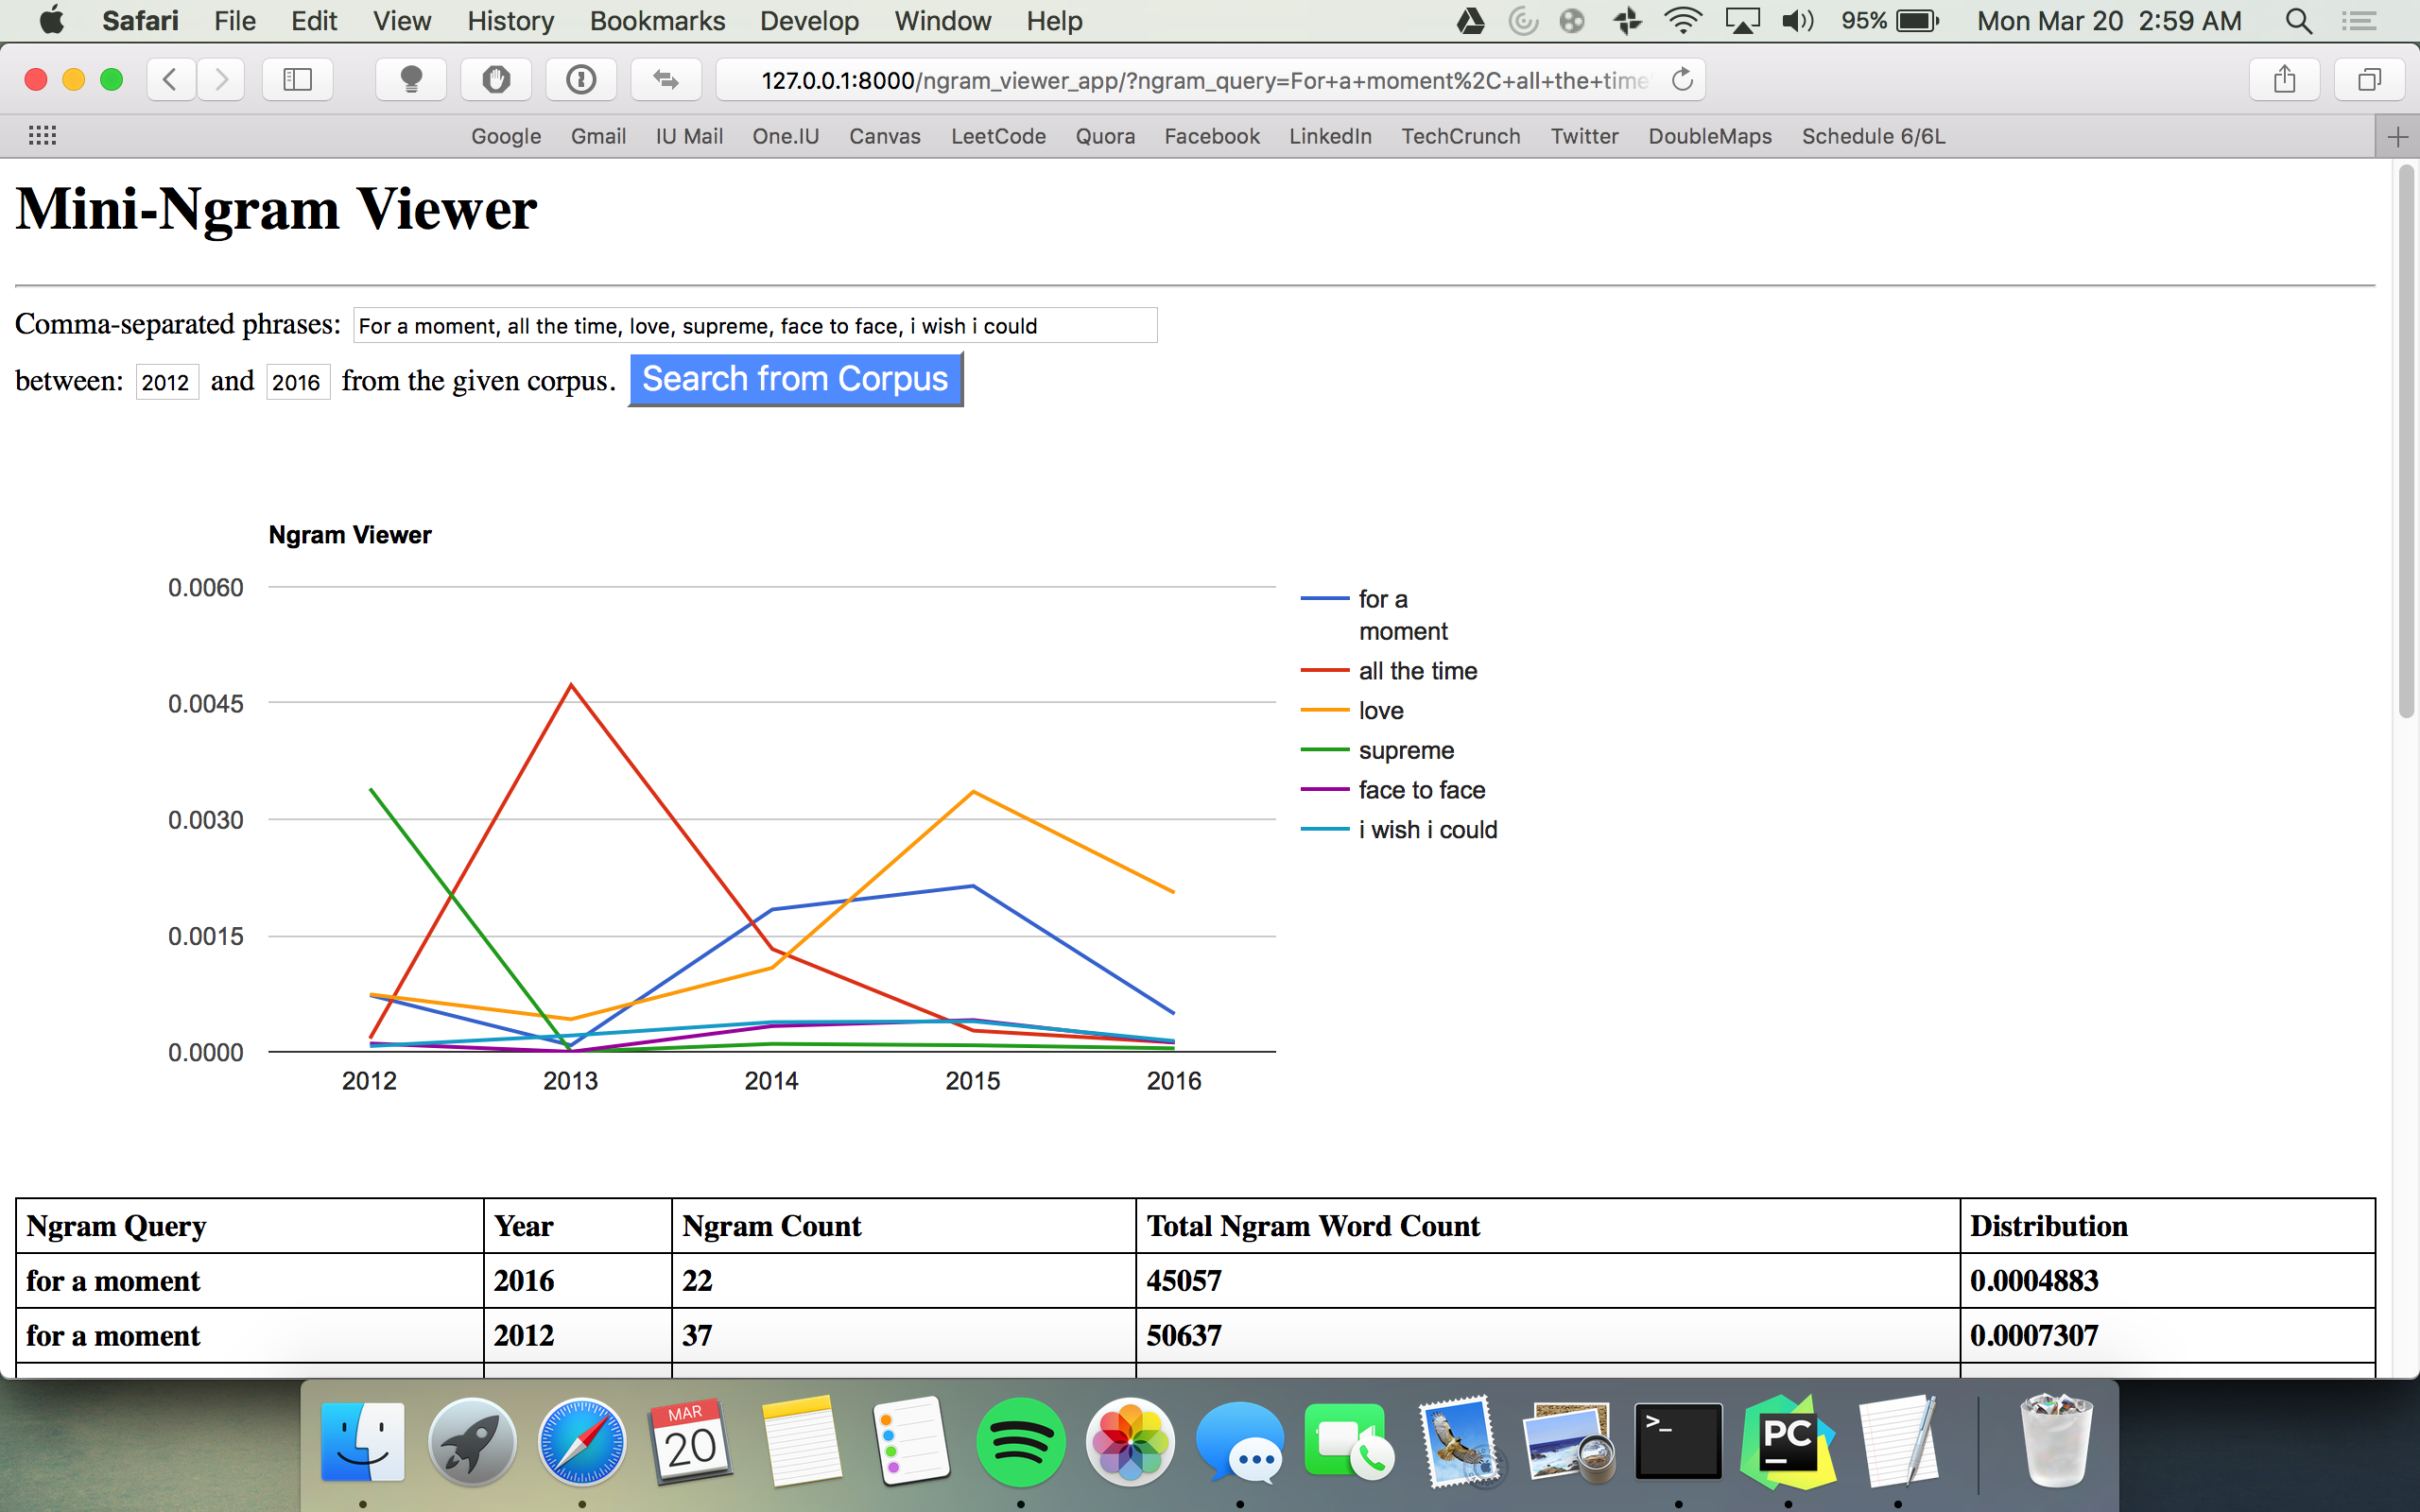 Safari File Edit View History Bookmarks Develop Window Help 95% Mon Mar 20 2:59 AM
127.0.0.1:8000/ngram_viewer_app/?ngram_query=For+a+moment%2C+all+the+time
Google Gmail IU Mail One.IU Canvas LeetCode Quora Facebook LinkedIn TechCrunch Twitter DoubleMaps Schedule 6/6L
Mini-Ngram Viewer
Comma-separated phrases: For a moment, all the time, love, supreme, face to face, i wish i could
between: 2012 and 2016 from the given corpus. Search from Corpus
Ngram Viewer
0.0060
0.0045
0.0030
0.0015
0.0000
2012 2013 2014 2015 2016
for a
moment
all the time
love
supreme
face to face
i wish i could
Ngram Query Year Ngram Count Total Ngram Word Count Distribution
for a moment 2016 22 45057 0.0004883
for a moment 2012 37 50637 0.0007307
MAR
20
>_
PC